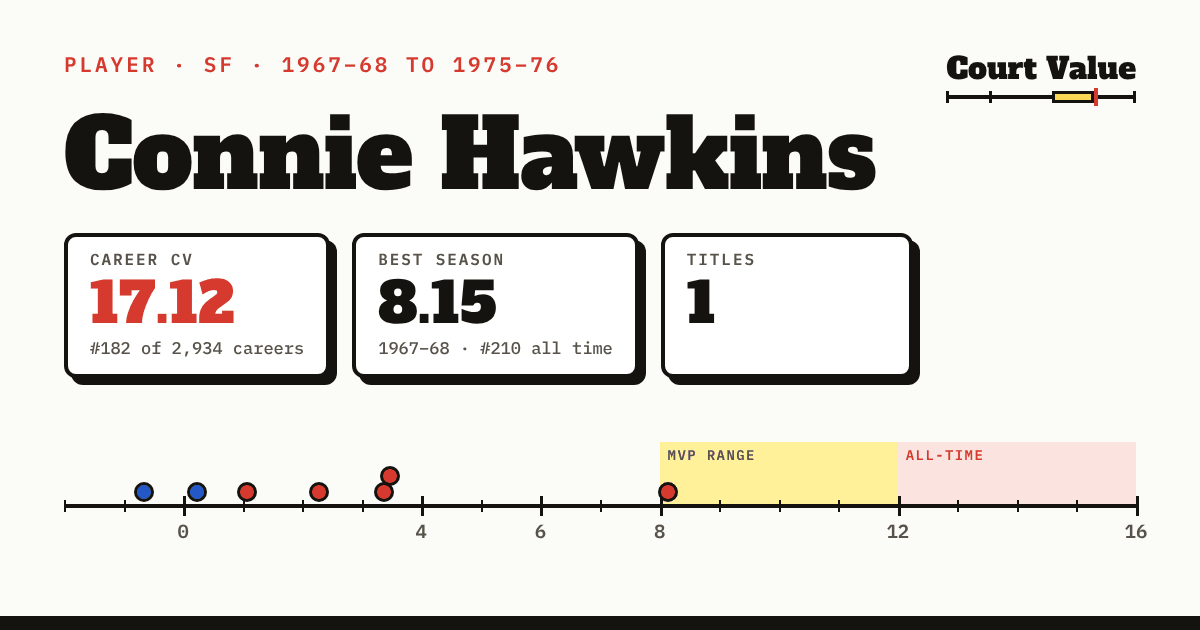 PLAYER · SF · 1967–68 TO 1975–76
Court Value
Connie Hawkins
CAREER CV
17.12
#182 of 2,934 careers
BEST SEASON
8.15
1967–68 · #210 all time
TITLES
1
MVP RANGE
ALL-TIME
0 4 6 8 12 16